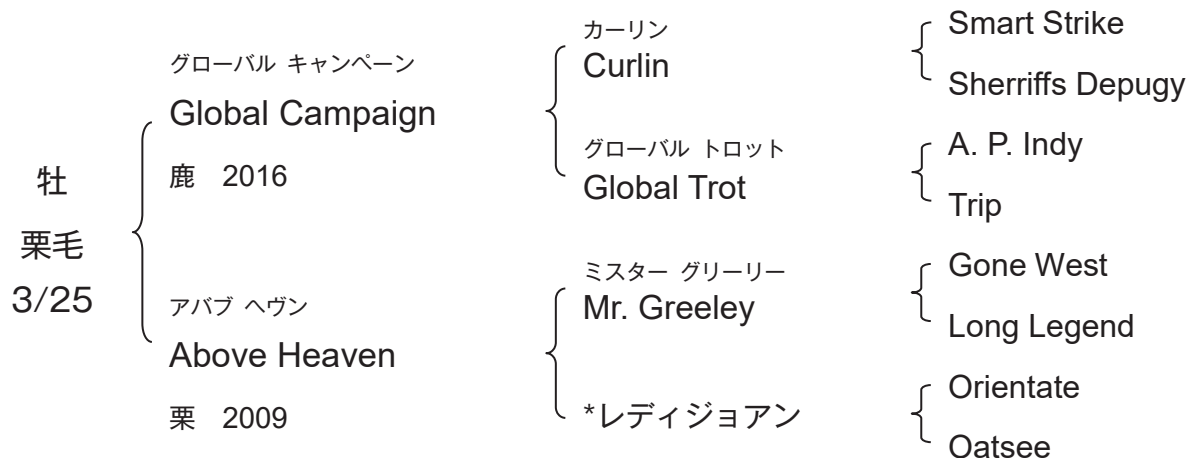 牡
栗毛
3/25
グローバル キャンペーン
Global Campaign
鹿 2016
アバブ ヘヴン
Above Heaven
栗 2009
カーリン
Curlin
グローバル トロット
Global Trot
ミスター グリーリー
Mr. Greeley
*レディジョアン
Smart Strike
Sherriffs Depugy
A. P. Indy
Trip
Gone West
Long Legend
Orientate
Oatsee